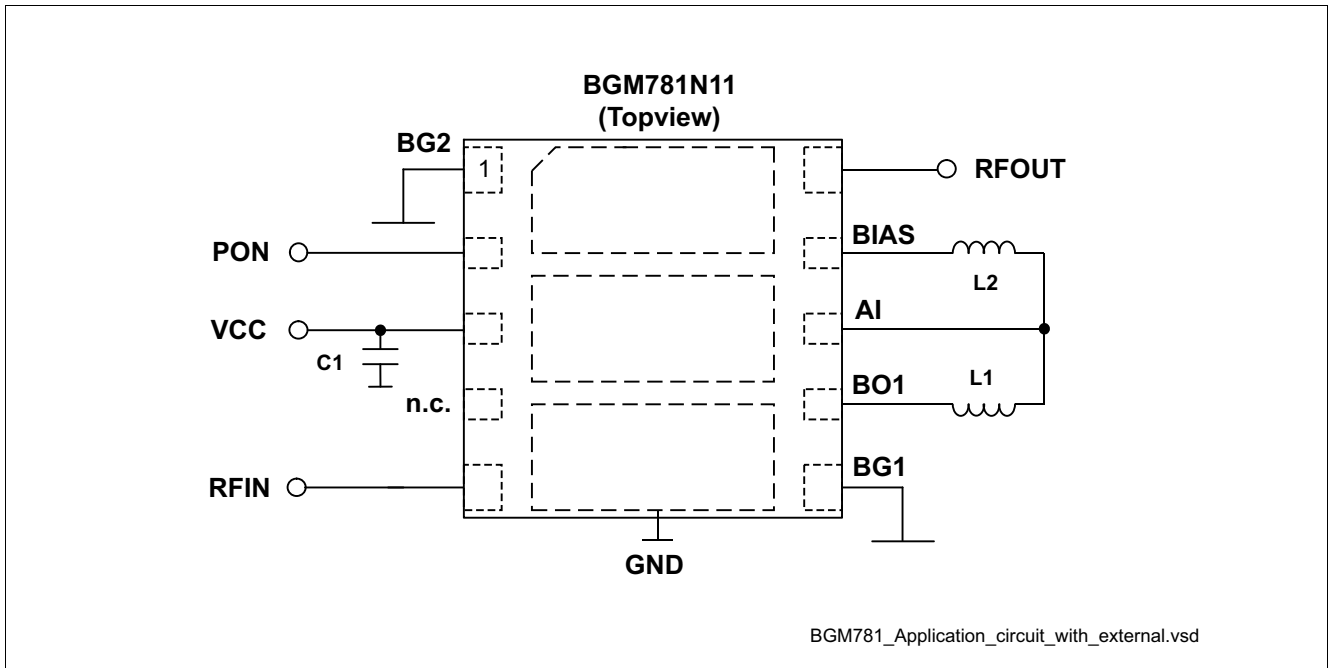 BGM781N11
(Topview)
BG2
1
RFOUT
PON
BIAS
L2
VCC
C1
AI
n.c.
BO1
L1
RFIN
BG1
GND
BGM781_Application_circuit_with_external.vsd